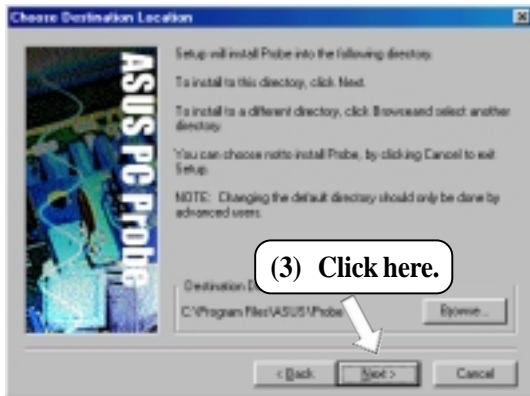 Choose Destination Location
ASUS PC Probe
Setup will install Probe into the following directory.
To install to this directory, click Next.
To install to a different directory, click Browse and select another
directory.
You can choose not to install Probe, by clicking Cancel to exit
Setup.
NOTE: Changing the default directory should only be done by
advanced users.
(3) Click here.
Destination D
C:\Program Files\ASUS\Probe
Browse...
< Back
Next >
Cancel